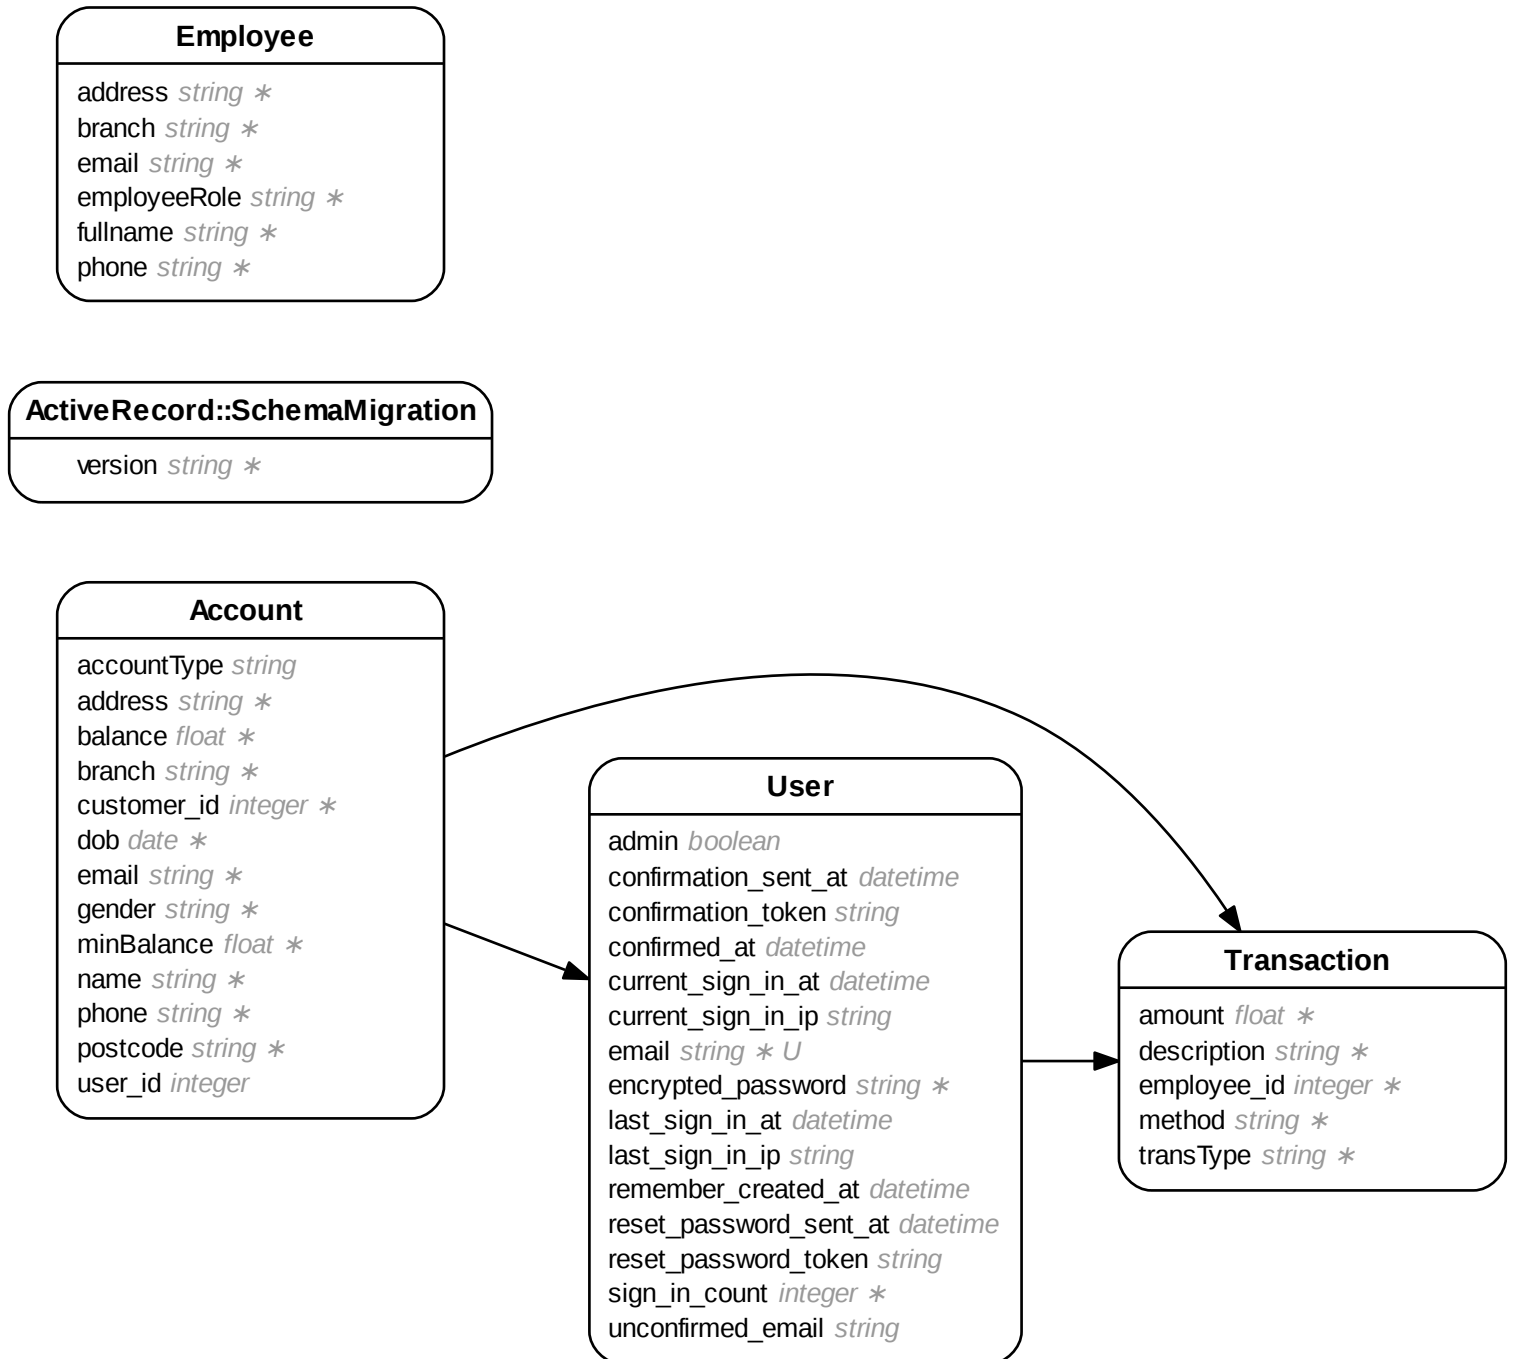 Employee
address string ∗
branch string ∗
email string ∗
employeeRole string ∗
fullname string ∗
phone string ∗
ActiveRecord::SchemaMigration
version string ∗
Account
accountType string
address string ∗
balance float ∗
branch string ∗
customer_id integer ∗
dob date ∗
email string ∗
gender string ∗
minBalance float ∗
name string ∗
phone string ∗
postcode string ∗
user_id integer
User
admin boolean
confirmation_sent_at datetime
confirmation_token string
confirmed_at datetime
current_sign_in_at datetime
current_sign_in_ip string
email string ∗ U
encrypted_password string ∗
last_sign_in_at datetime
last_sign_in_ip string
remember_created_at datetime
reset_password_sent_at datetime
reset_password_token string
sign_in_count integer ∗
unconfirmed_email string
Transaction
amount float ∗
description string ∗
employee_id integer ∗
method string ∗
transType string ∗